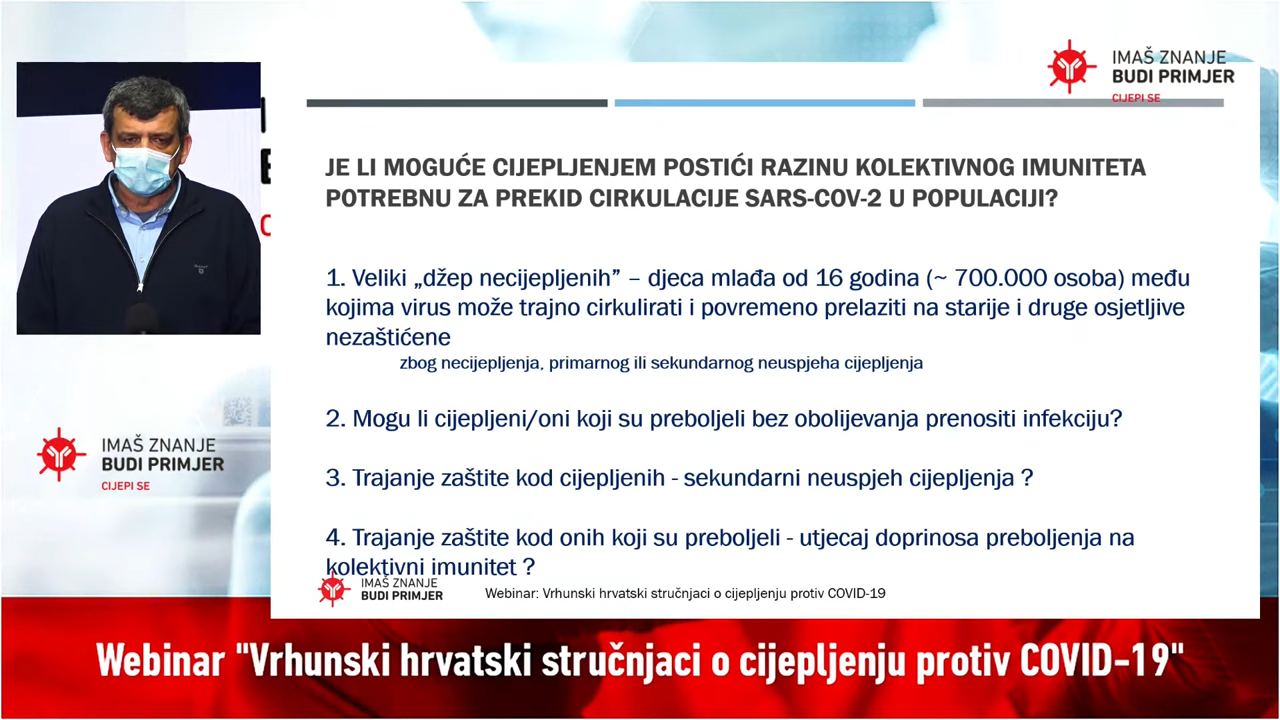 IMAŠ ZNANJE
BUDI PRIMJER
CIJEPI SE
JE LI MOGUĆE CIJEPLJENJEM POSTIĆI RAZINU KOLEKTIVNOG IMUNITETA
POTREBNU ZA PREKID CIRKULACIJE SARS-COV-2 U POPULACIJI?
1. Veliki „džep necijepljenih” – djeca mlađa od 16 godina (~ 700.000 osoba) među
kojima virus može trajno cirkulirati i povremeno prelaziti na starije i druge osjetljive
nezaštićene
zbog necijepljenja, primarnog ili sekundarnog neuspjeha cijepljenja
2. Mogu li cijepljeni/oni koji su preboljeli bez obolijevanja prenositi infekciju?
3. Trajanje zaštite kod cijepljenih - sekundarni neuspjeh cijepljenja ?
4. Trajanje zaštite kod onih koji su preboljeli - utjecaj doprinosa preboljenja na
kolektivni imunitet ?
IMAŠ ZNANJE
BUDI PRIMJER
Webinar: Vrhunski hrvatski stručnjaci o cijepljenju protiv COVID-19
IMAŠ ZNANJE
BUDI PRIMJER
CIJEPI SE
Webinar "Vrhunski hrvatski stručnjaci o cijepljenju protiv COVID-19"